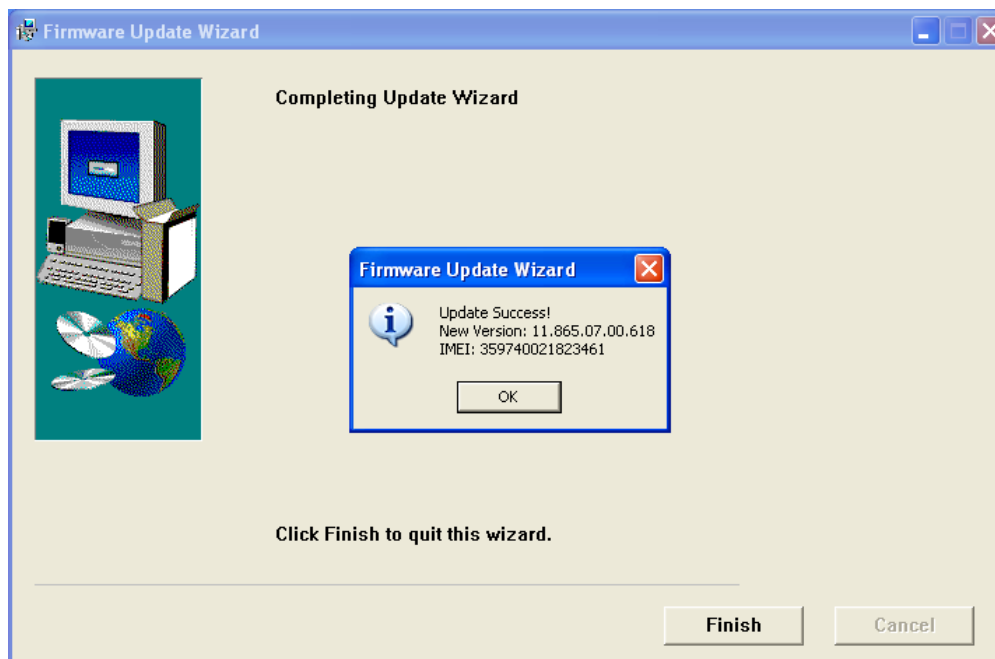 Firmware Update Wizard
Completing Update Wizard
Firmware Update Wizard
Update Success!
New Version: 11.865.07.00.618
IMEI: 359740021823461
OK
Click Finish to quit this wizard.
Finish
Cancel